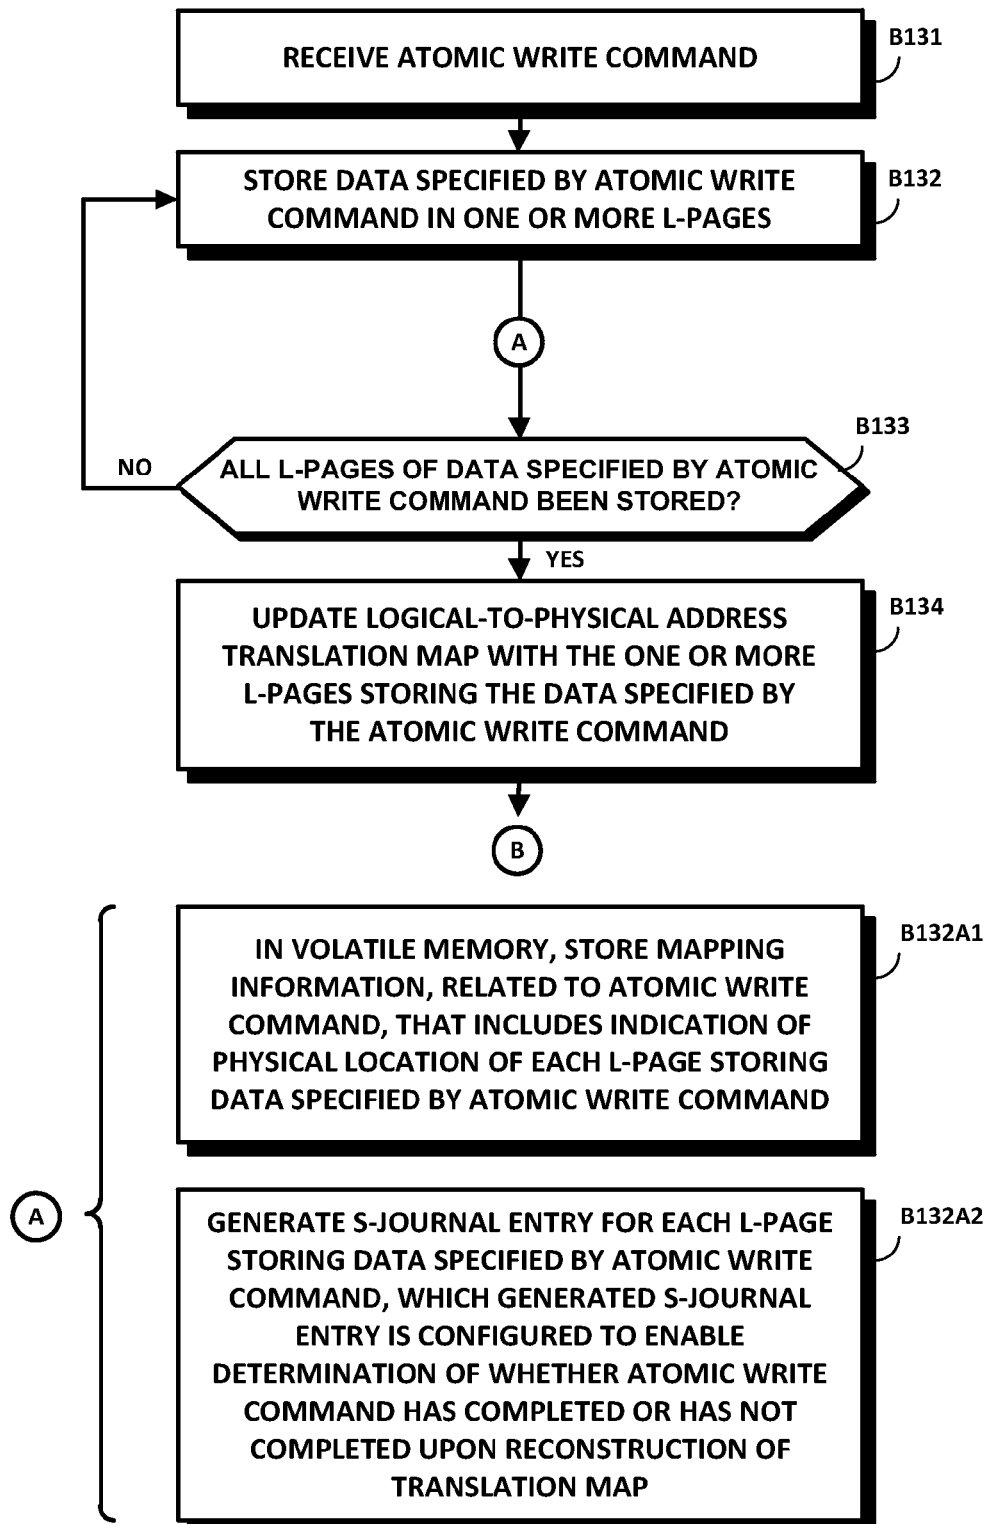 RECEIVE ATOMIC WRITE COMMAND
B131
STORE DATA SPECIFIED BY ATOMIC WRITE
COMMAND IN ONE OR MORE L-PAGES
B132
A
B133
NO
ALL L-PAGES OF DATA SPECIFIED BY ATOMIC
WRITE COMMAND BEEN STORED?
YES
UPDATE LOGICAL-TO-PHYSICAL ADDRESS
TRANSLATION MAP WITH THE ONE OR MORE
L-PAGES STORING THE DATA SPECIFIED BY
THE ATOMIC WRITE COMMAND
B134
B
IN VOLATILE MEMORY, STORE MAPPING
INFORMATION, RELATED TO ATOMIC WRITE
COMMAND, THAT INCLUDES INDICATION OF
PHYSICAL LOCATION OF EACH L-PAGE STORING
DATA SPECIFIED BY ATOMIC WRITE COMMAND
B132A1
A
GENERATE S-JOURNAL ENTRY FOR EACH L-PAGE
STORING DATA SPECIFIED BY ATOMIC WRITE
COMMAND, WHICH GENERATED S-JOURNAL
ENTRY IS CONFIGURED TO ENABLE
DETERMINATION OF WHETHER ATOMIC WRITE
COMMAND HAS COMPLETED OR HAS NOT
COMPLETED UPON RECONSTRUCTION OF
TRANSLATION MAP
B132A2